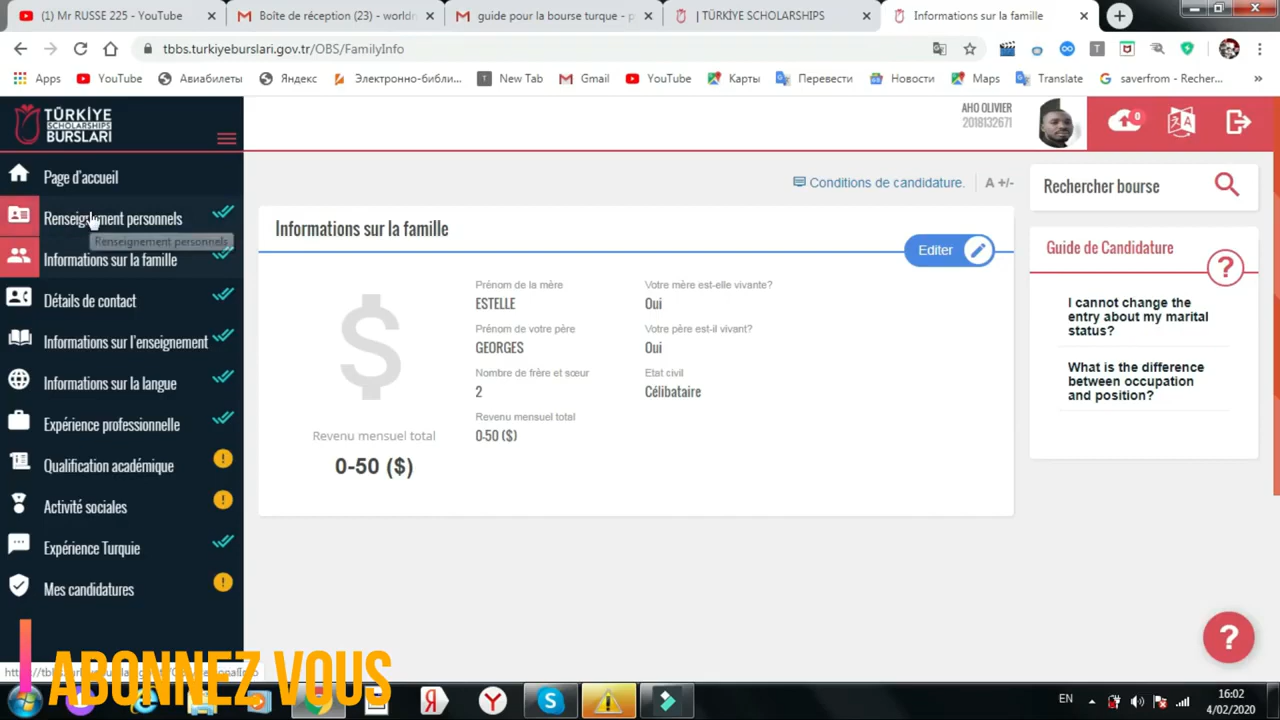 (1) Mr RUSSE 225 - YouTube
Boîte de réception (23) - world
guide pour la bourse turque - p
| TÜRKİYE SCHOLARSHIPS
Informations sur la famille
tbbs.turkiyeburslari.gov.tr/OBS/FamilyInfo
Apps
YouTube
Авиабилеты
Яндекс
Электронно-библи...
New Tab
Gmail
YouTube
Карты
Перевести
Новости
Maps
Translate
saverfrom - Recher...
TÜRKİYE
SCHOLARSHIPS
BURSLARI
AHO OLIVIER
2018132671
0
Page d'accueil
Renseignement personnels
Renseignement personnels
Informations sur la famille
Détails de contact
Informations sur l'enseignement
Informations sur la langue
Expérience professionnelle
Qualification académique
Activité sociales
Expérience Turquie
Mes candidatures
Conditions de candidature.
A +/-
Informations sur la famille
Editer
Prénom de la mère
ESTELLE
Votre mère est-elle vivante?
Oui
Prénom de votre père
GEORGES
Votre père est-il vivant?
Oui
Nombre de frère et sœur
2
Etat civil
Célibataire
Revenu mensuel total
0-50 ($)
Revenu mensuel total
0-50 ($)
Rechercher bourse
Guide de Candidature
I cannot change the
entry about my marital
status?
What is the difference
between occupation
and position?
ABONNEZ VOUS
EN
16:02
4/02/2020